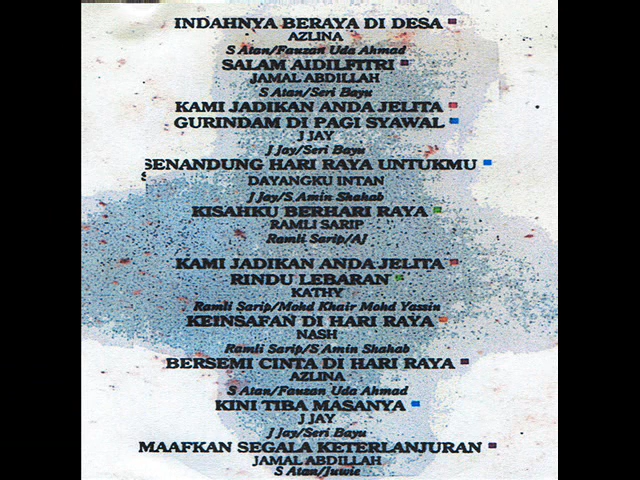 INDAHNYA BERAYA DI DESA
AZLINA
S Atan/Fauzan Uda Ahmad
SALAM AIDILFITRI
JAMAL ABDILLAH
S Atan/Seri Bayu
KAMI JADIKAN ANDA JELITA
GURINDAM DI PAGI SYAWAL
J JAY
J Jay/Seri Bayu
SENANDUNG HARI RAYA UNTUKMU
DAYANGKU INTAN
J Jay/S Amin Shahab
KISAHKU BERHARI RAYA
RAMLI SARIP
Ramli Sarip/AJ
KAMI JADIKAN ANDA JELITA
RINDU LEBARAN
KATHY
Ramli Sarip/Mohd Khair Mohd Yassin
KEINSAFAN DI HARI RAYA
NASH
Ramli Sarip/S Amin Shahab
BERSEMI CINTA DI HARI RAYA
AZLINA
S Atan/Fauzan Uda Ahmad
KINI TIBA MASANYA
J JAY
J Jay/Seri Bayu
MAAFKAN SEGALA KETERLANJURAN
JAMAL ABDILLAH
S Atan/Juwie